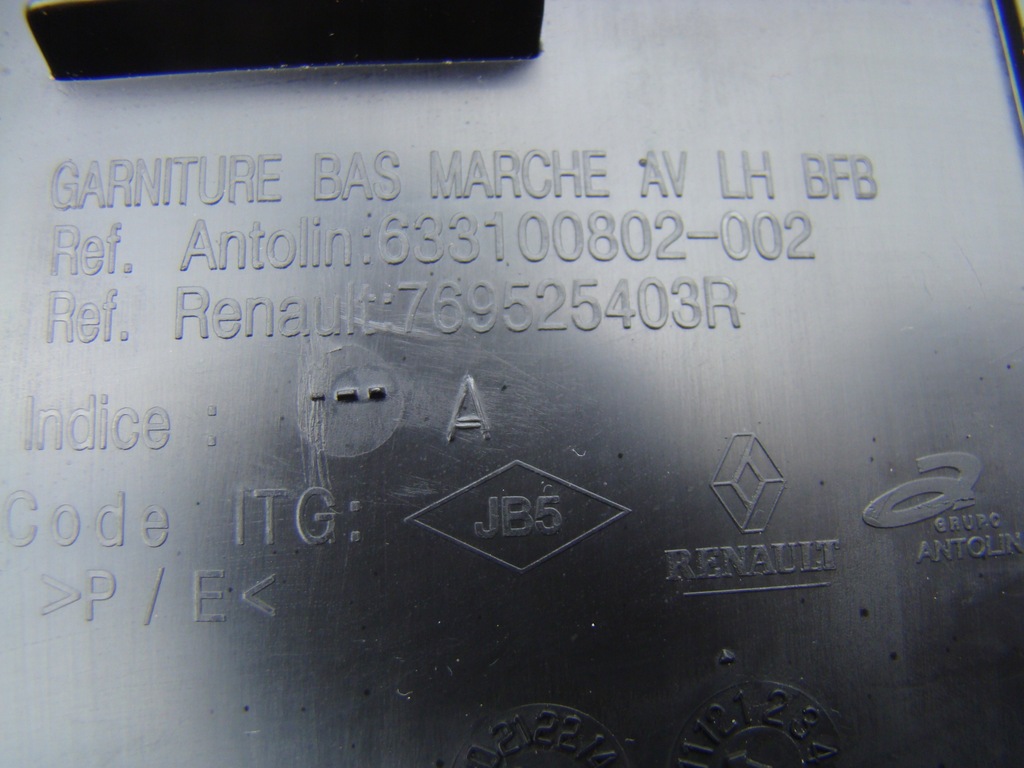 GARNITURE BAS MARCHE AV LH BFB
Ref. Antolin:633100802-002
Ref. Renault:769525403R
Indice : --- A
Code ITG: JB5
>P/E<
RENAULT
GRUPO
ANTOLIN